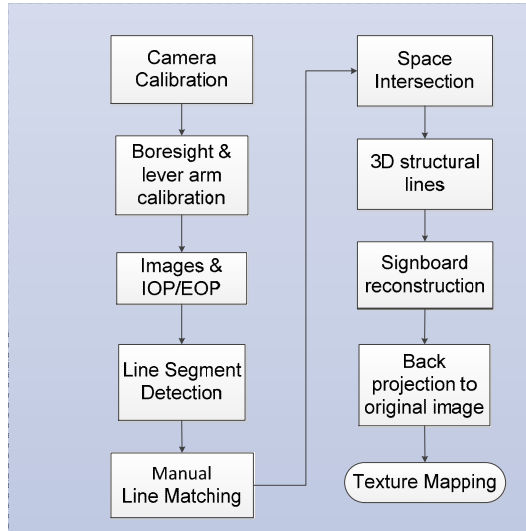 Camera
Calibration
Boresight &
lever arm
calibration
Images &
IOP/EOP
Line Segment
Detection
Manual
Line Matching
Space
Intersection
3D structural
lines
Signboard
reconstruction
Back
projection to
original image
Texture Mapping